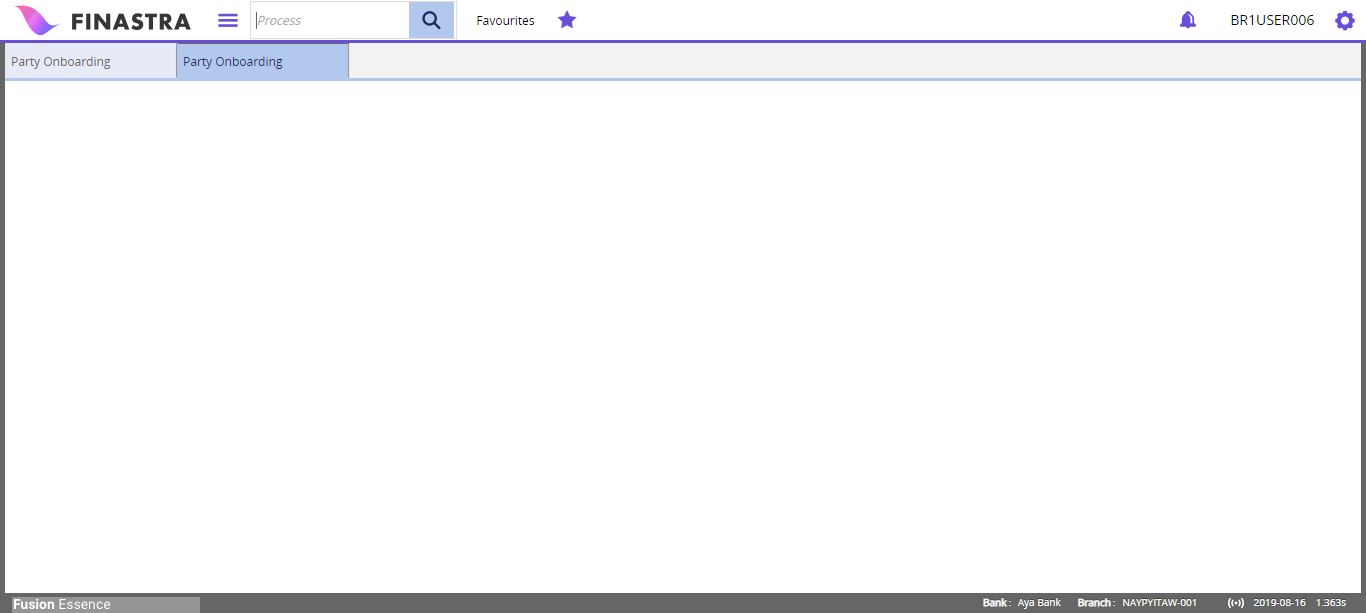 FINASTRA Process Favourites BR1USER006
Party Onboarding Party Onboarding
Fusion Essence Bank : Aya Bank Branch : NAYPYITAW-001 2019-08-16 1.363s